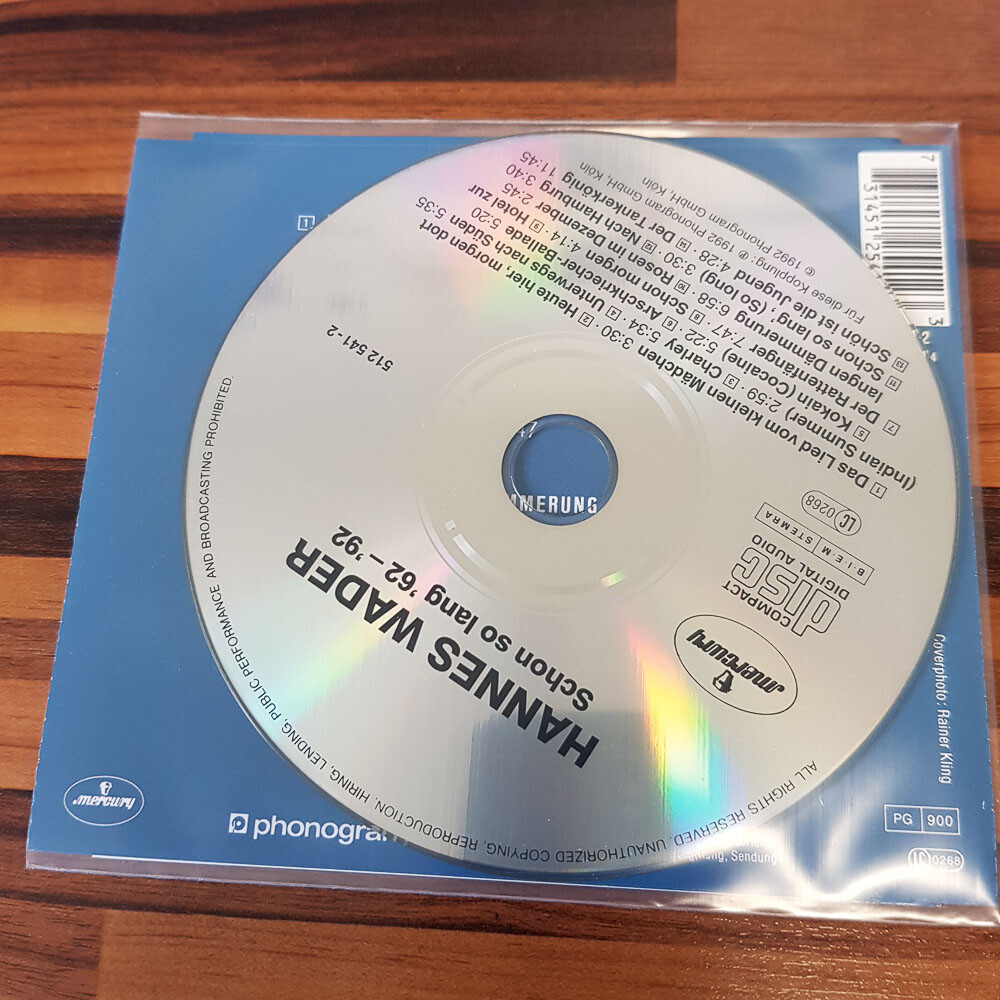 HANNES WADER
Schon so lang '62 – '92
mercury
COMPACT
disc
DIGITAL AUDIO
B·I·E·M
STEMRA
LC 0268
512 541-2
1 Das Lied vom kleinen Mädchen 3:30 · 2 Heute hier, morgen dort
(Indian Summer) 2:59 · 3 Charley 5:34 · 4 Unterwegs nach Süden 5:35
5 Kokain (Cocaine) 5:22 · 6 Arschkriecher-Ballade 5:20
7 Der Rattenfänger 7:47 · 8 Schon morgen 4:14 · 9 Hotel zur
langen Dämmerung 6:58 · 10 Rosen im Dezember 2:45
11 Schon so lang' (So long) 3:30 · 12 Nach Hamburg 3:40
13 Schön ist die Jugend 4:28 · 14 Der Tankerkönig 11:45
Für diese Kopplung: ℗ 1992 Phonogram GmbH, Köln
© 1992 Phonogram GmbH, Köln
ALL RIGHTS RESERVED. UNAUTHORIZED COPYING, REPRODUCTION, HIRING, LENDING, PUBLIC PERFORMANCE AND BROADCASTING PROHIBITED.
1
MERUNG
7 31451 25
Coverphoto: Rainer Kling
mercury
phonogram
PG 900
LC 0268
Sendung